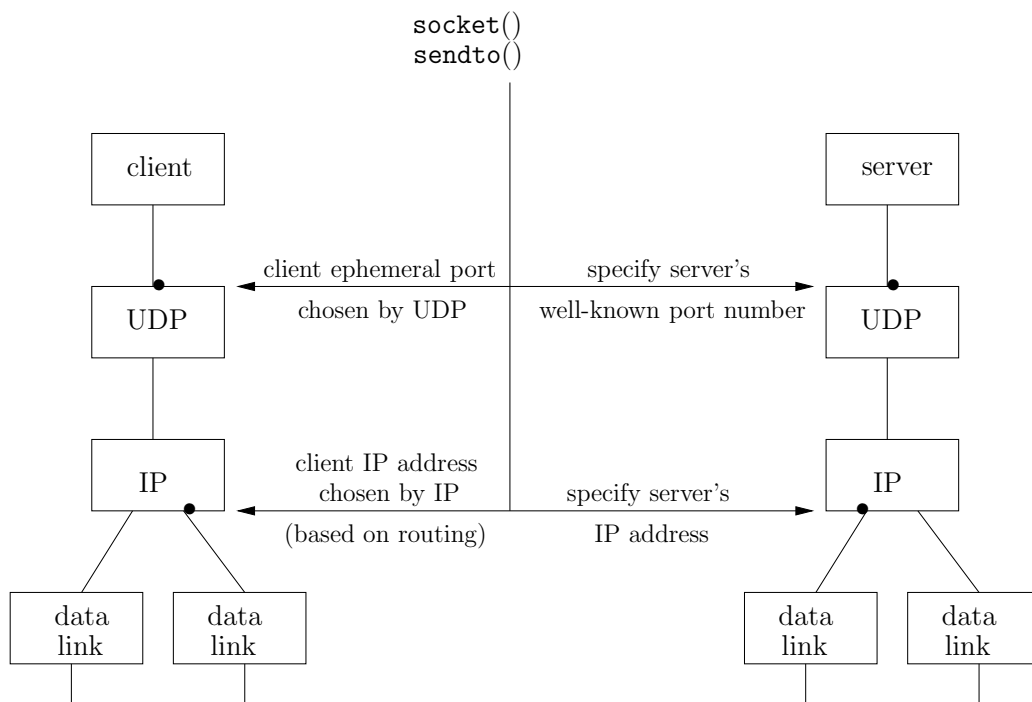 socket()
sendto()
client
server
client ephemeral port
chosen by UDP
specify server's
well-known port number
UDP
UDP
client IP address
chosen by IP
(based on routing)
specify server's
IP address
IP
IP
data
link
data
link
data
link
data
link